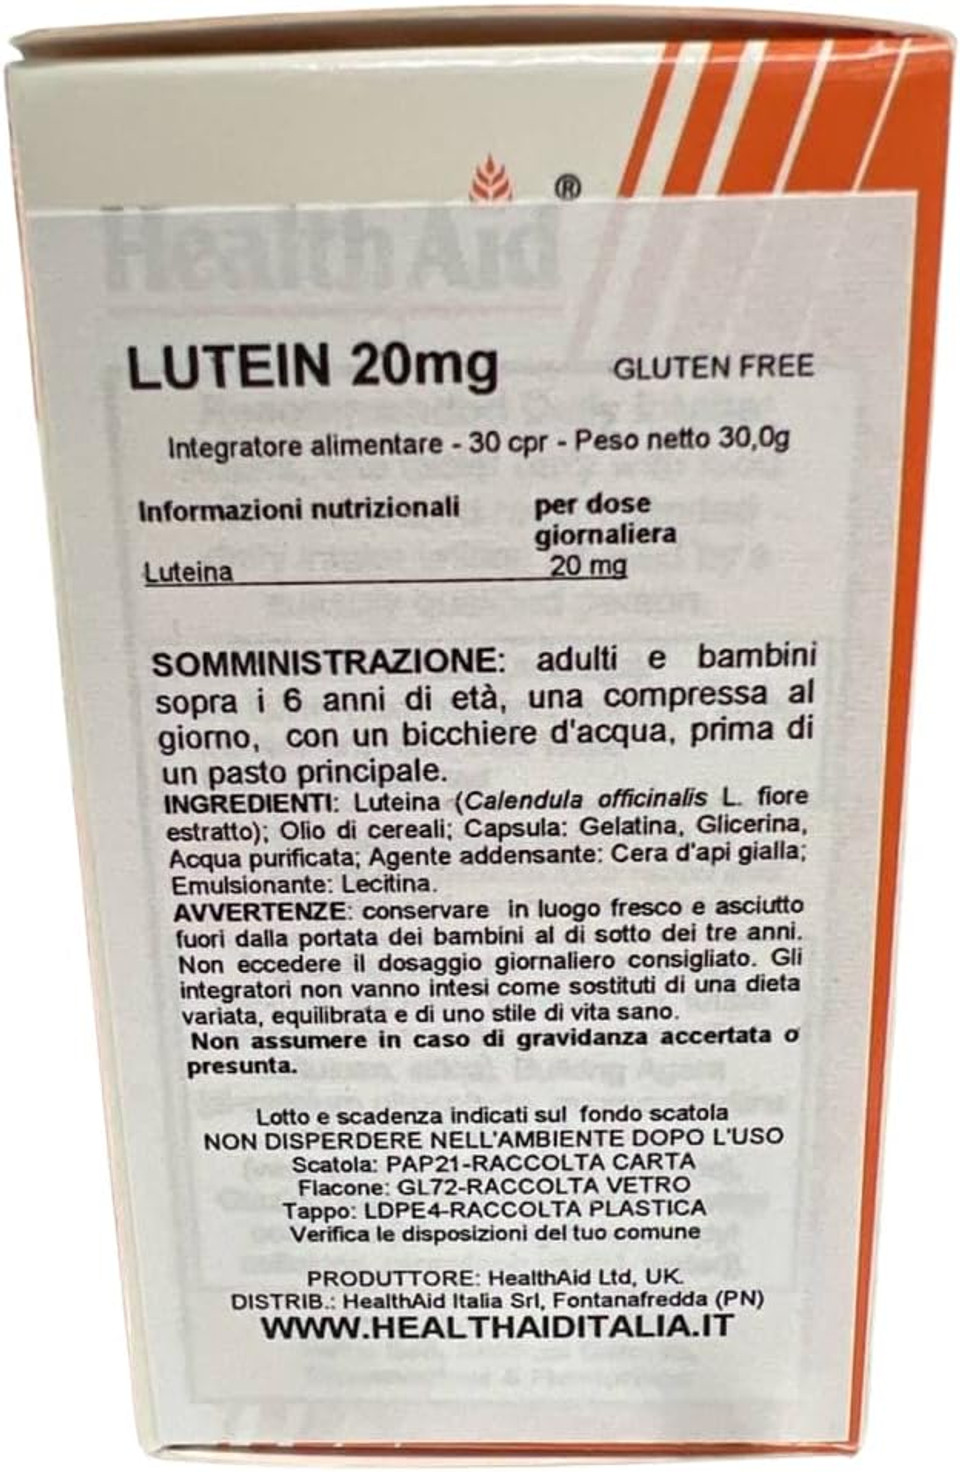 ®
HealthAid
LUTEIN 20mg GLUTEN FREE
Integratore alimentare - 30 cpr - Peso netto 30,0g
Informazioni nutrizionali per dose
giornaliera
Luteina 20 mg
SOMMINISTRAZIONE: adulti e bambini
sopra i 6 anni di età, una compressa al
giorno, con un bicchiere d'acqua, prima di
un pasto principale.
INGREDIENTI: Luteina (Calendula officinalis L. fiore
estratto); Olio di cereali; Capsula: Gelatina, Glicerina,
Acqua purificata; Agente addensante: Cera d'api gialla;
Emulsionante: Lecitina.
AVVERTENZE: conservare in luogo fresco e asciutto
fuori dalla portata dei bambini al di sotto dei tre anni.
Non eccedere il dosaggio giornaliero consigliato. Gli
integratori non vanno intesi come sostituti di una dieta
variata, equilibrata e di uno stile di vita sano.
Non assumere in caso di gravidanza accertata o
presunta.
Lotto e scadenza indicati sul fondo scatola
NON DISPERDERE NELL'AMBIENTE DOPO L'USO
Scatola: PAP21-RACCOLTA CARTA
Flacone: GL72-RACCOLTA VETRO
Tappo: LDPE4-RACCOLTA PLASTICA
Verifica le disposizioni del tuo comune
PRODUTTORE: HealthAid Ltd, UK.
DISTRIB.: HealthAid Italia Srl, Fontanafredda (PN)
WWW.HEALTHAIDITALIA.IT